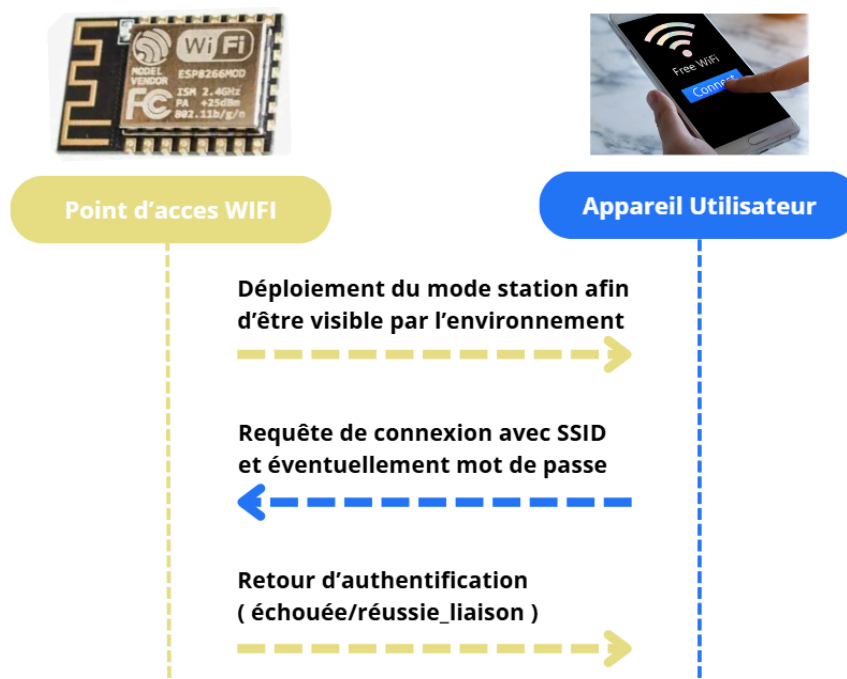 WiFi
MODEL
VENDOR
ESP8266MOD
FC
ISM 2.4GHz
PA +25dBm
802.11b/g/n
Free WiFi
Connect
Point d’acces WIFI
Appareil Utilisateur
Déploiement du mode station afin
d’être visible par l’environnement
Requête de connexion avec SSID
et éventuellement mot de passe
Retour d’authentification
( échouée/réussie_liaison )